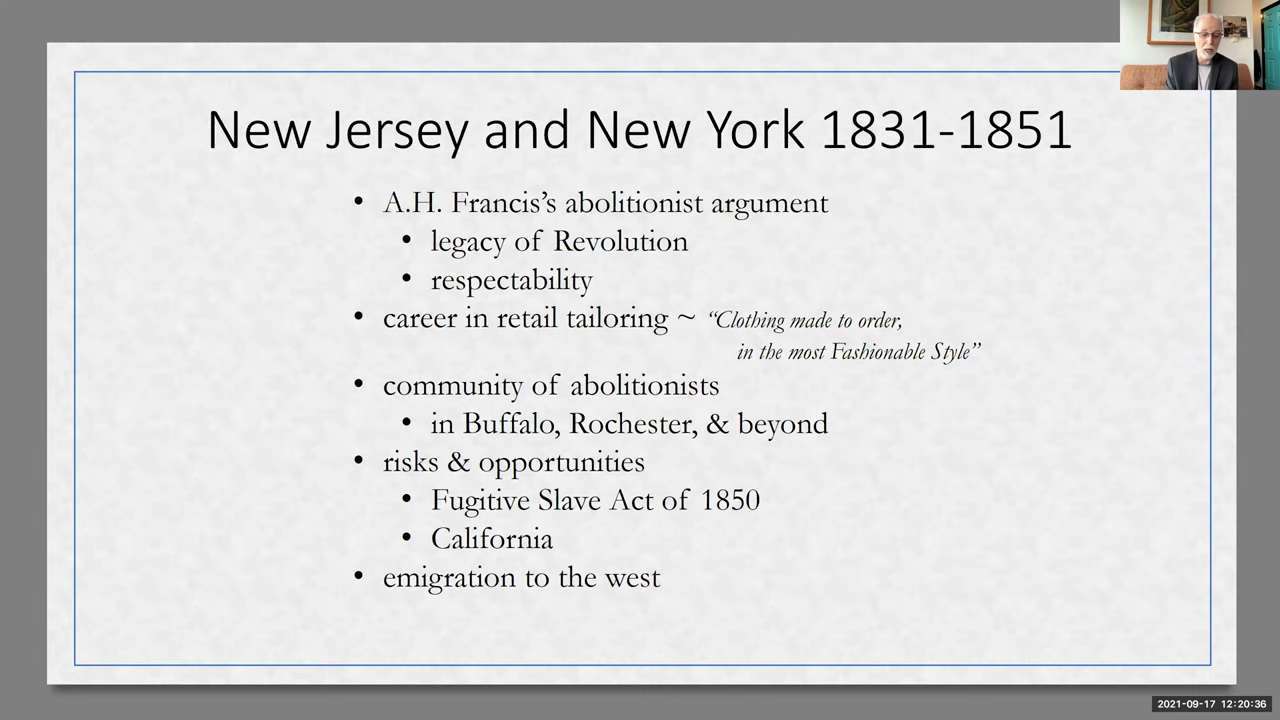 New Jersey and New York 1831-1851
• A.H. Francis’s abolitionist argument
• legacy of Revolution
• respectability
• career in retail tailoring ~ “Clothing made to order,
in the most Fashionable Style”
• community of abolitionists
• in Buffalo, Rochester, & beyond
• risks & opportunities
• Fugitive Slave Act of 1850
• California
• emigration to the west
2021-09-17 12:20:36